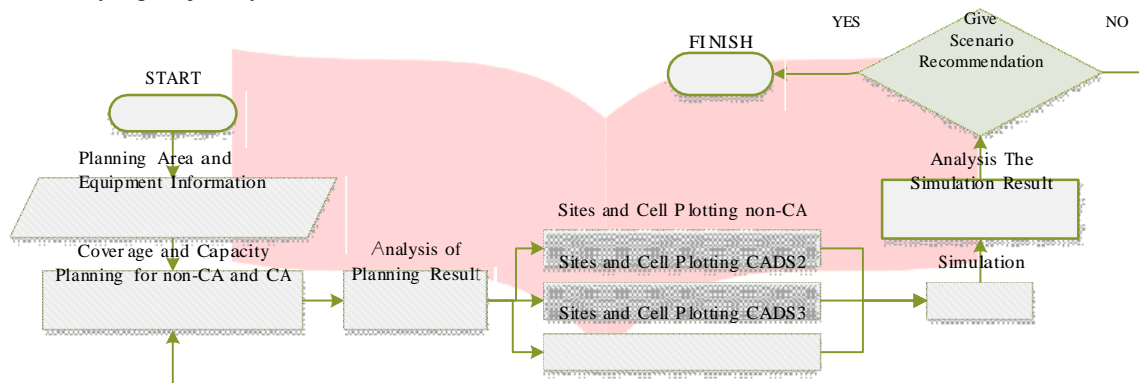 YES
Give
NO
Scenario
Recommendation
FINISH
START
Planning Area and
Equipment Information
Analysis The
Simulation Result
Sites and Cell Plotting non-CA
Coverage and Capacity
Planning for non-CA and CA
Analysis of
Planning Result
Sites and Cell Plotting CADS2
Simulation
Sites and Cell Plotting CADS3